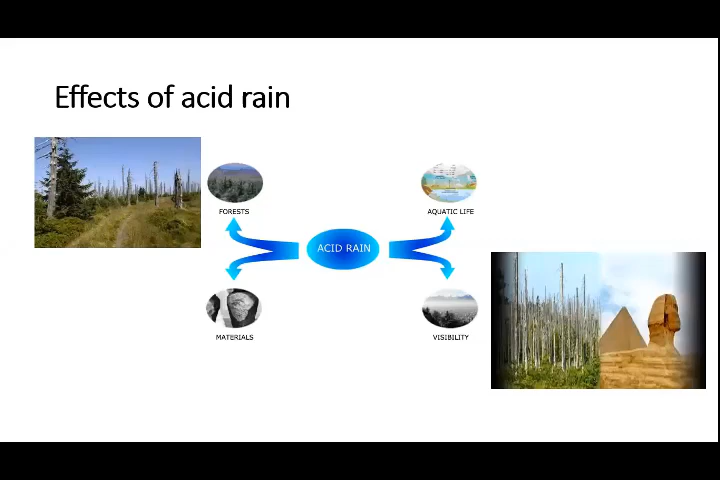 Effects of acid rain
FORESTS
AQUATIC LIFE
ACID RAIN
MATERIALS
VISIBILITY